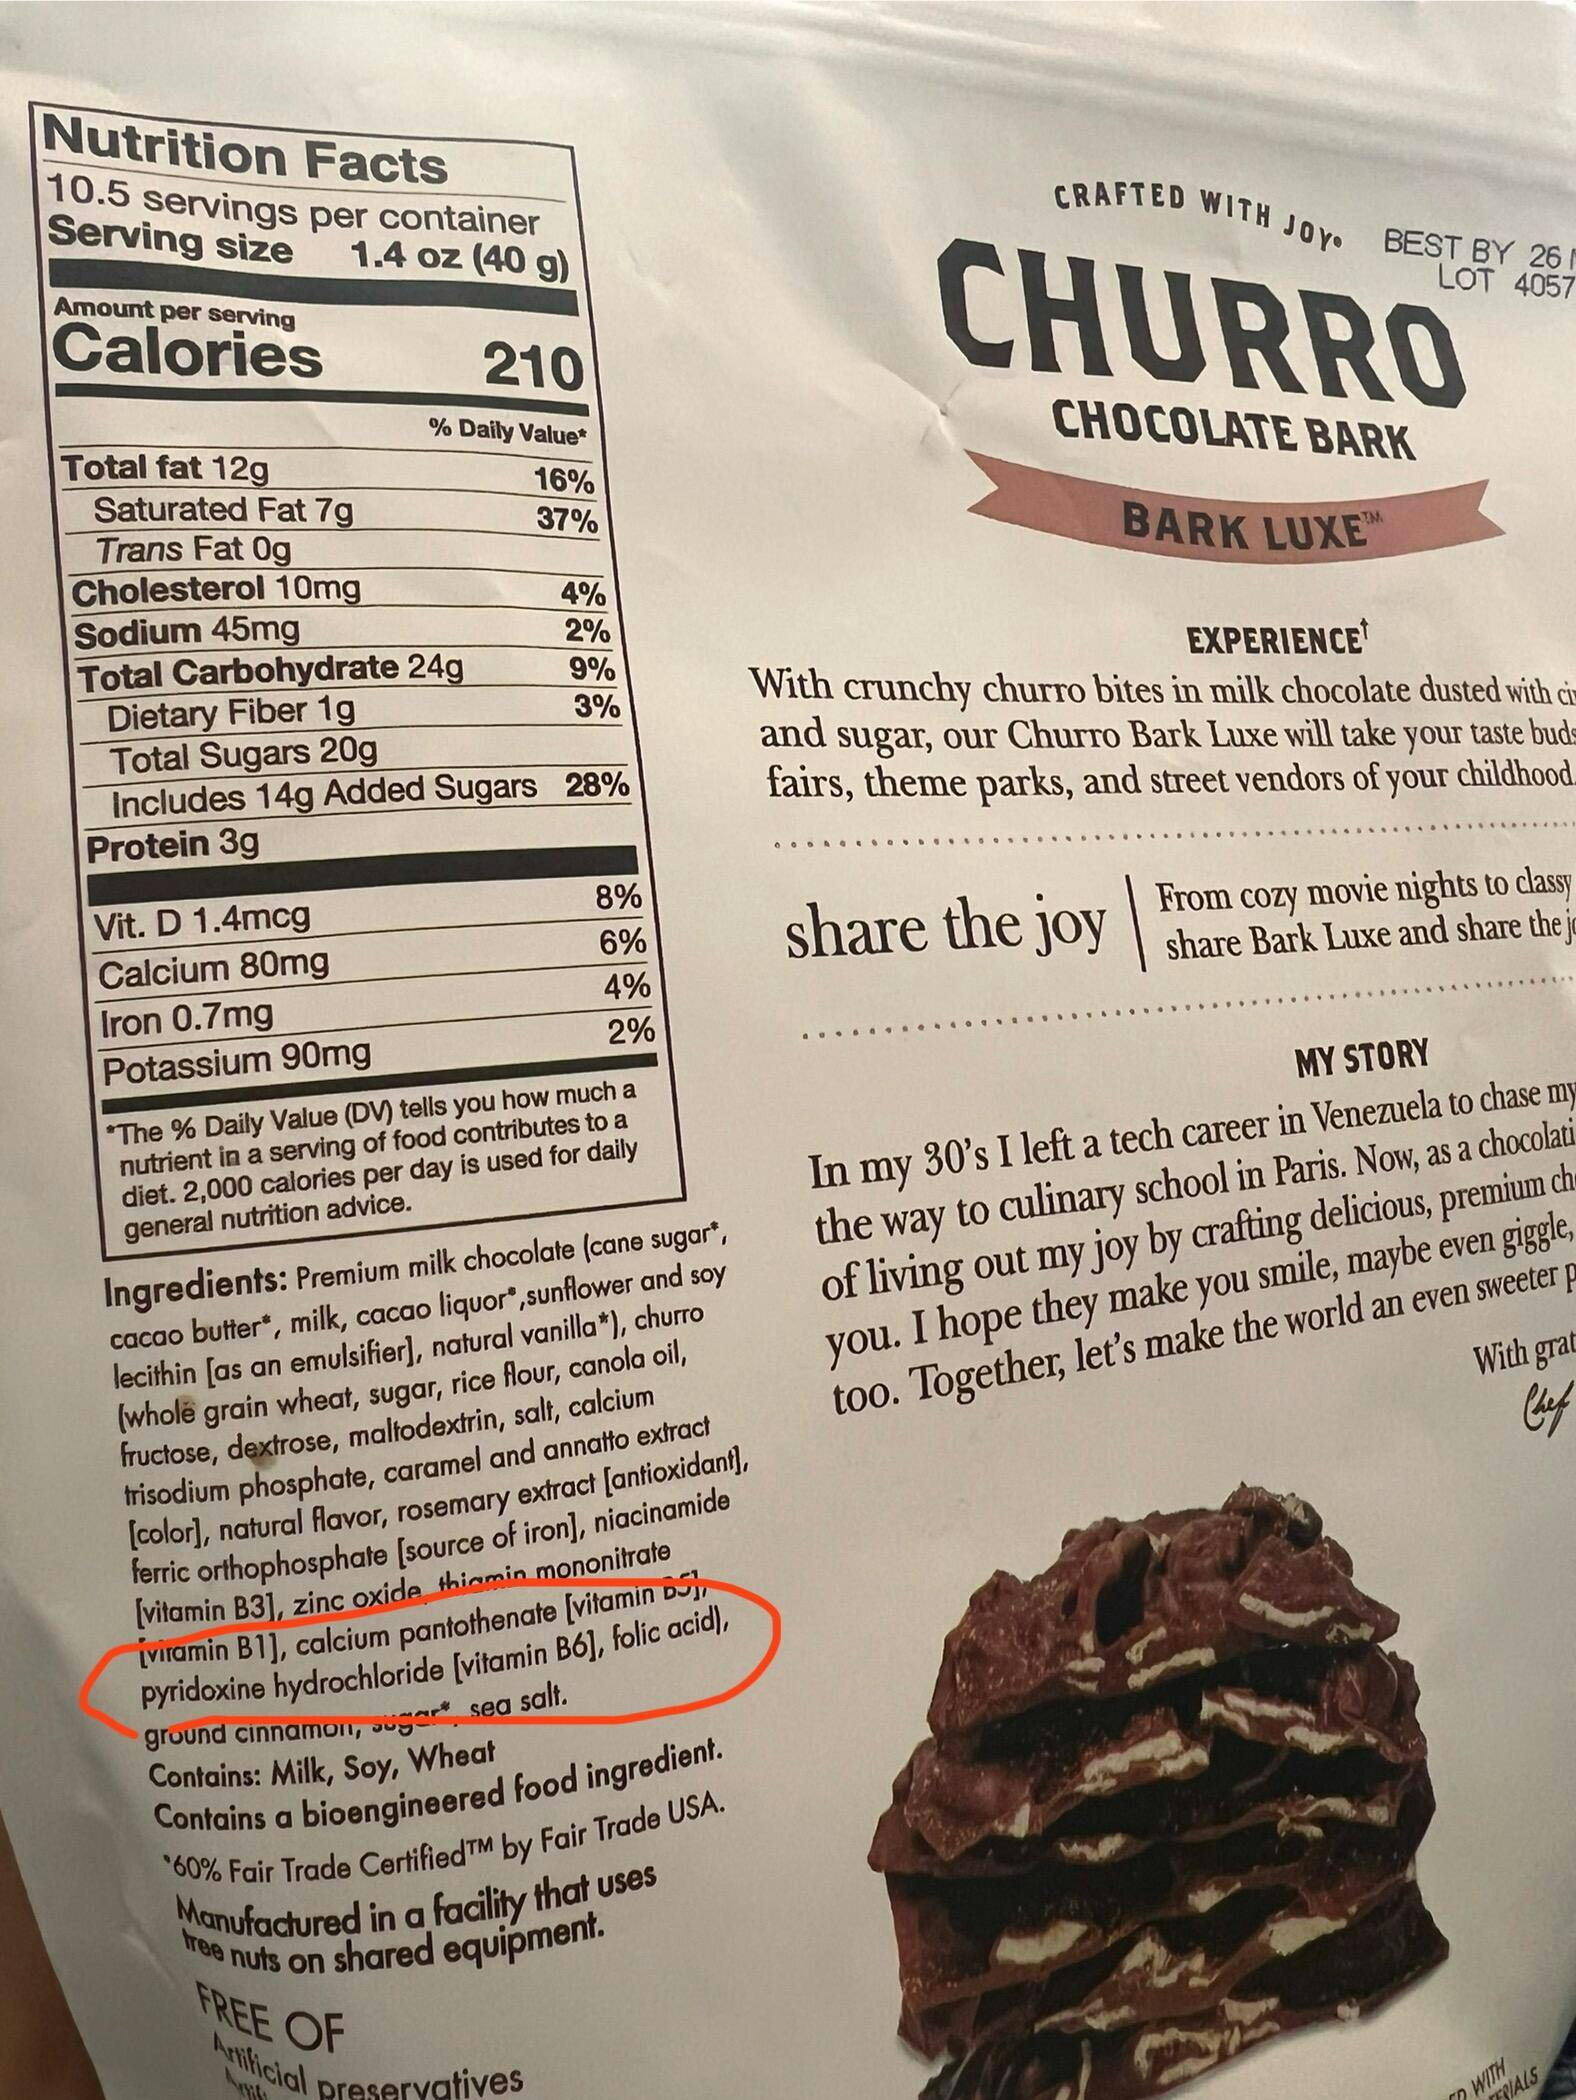 Nutrition Facts
10.5 servings per container
Serving size 1.4 oz (40 g)
Amount per serving
Calories 210
% Daily Value*
Total fat 12g 16%
Saturated Fat 7g 37%
Trans Fat 0g
Cholesterol 10mg 4%
Sodium 45mg 2%
Total Carbohydrate 24g 9%
Dietary Fiber 1g 3%
Total Sugars 20g
Includes 14g Added Sugars 28%
Protein 3g
Vit. D 1.4mcg 8%
Calcium 80mg 6%
Iron 0.7mg 4%
Potassium 90mg 2%
*The % Daily Value (DV) tells you how much a
nutrient in a serving of food contributes to a
diet. 2,000 calories per day is used for daily
general nutrition advice.
Ingredients: Premium milk chocolate (cane sugar*,
cacao butter*, milk, cacao liquor*,sunflower and soy
lecithin [as an emulsifier], natural vanilla*), churro
(whole grain wheat, sugar, rice flour, canola oil,
fructose, dextrose, maltodextrin, salt, calcium
trisodium phosphate, caramel and annatto extract
[color], natural flavor, rosemary extract [antioxidant],
ferric orthophosphate [source of iron], niacinamide
[vitamin B3], zinc oxide, thiamin mononitrate
[vitamin B1], calcium pantothenate [vitamin B5],
pyridoxine hydrochloride [vitamin B6], folic acid),
ground cinnamon, sugar*, sea salt.
Contains: Milk, Soy, Wheat
Contains a bioengineered food ingredient.
*60% Fair Trade Certified™ by Fair Trade USA.
Manufactured in a facility that uses
tree nuts on shared equipment.
FREE OF
Artificial preservatives
CRAFTED WITH JOY®
BEST BY 26
LOT 4057
CHURRO
CHOCOLATE BARK
BARK LUXE™
EXPERIENCE†
With crunchy churro bites in milk chocolate dusted with
and sugar, our Churro Bark Luxe will take your taste buds
fairs, theme parks, and street vendors of your childhood.
share the joy
From cozy movie nights to classy
share Bark Luxe and share the
MY STORY
In my 30's I left a tech career in Venezuela to chase my
the way to culinary school in Paris. Now, as a
of living out my joy by crafting delicious, premium
you. I hope they make you smile, maybe even giggle,
too. Together, let's make the world an even sweeter
With
Chef
WITH